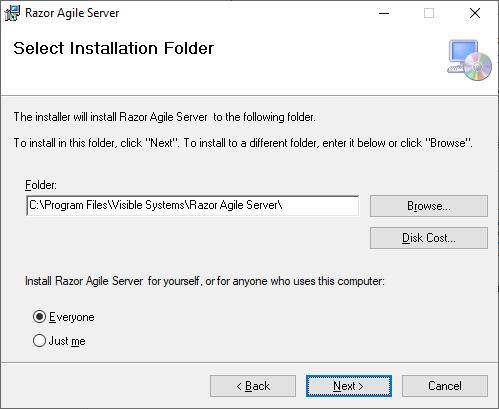 Razor Agile Server
Select Installation Folder
The installer will install Razor Agile Server to the following folder.
To install in this folder, click "Next". To install to a different folder, enter it below or click "Browse".
Folder:
C:\Program Files\Visible Systems\Razor Agile Server\
Browse...
Disk Cost...
Install Razor Agile Server for yourself, or for anyone who uses this computer:
Everyone
Just me
< Back
Next >
Cancel